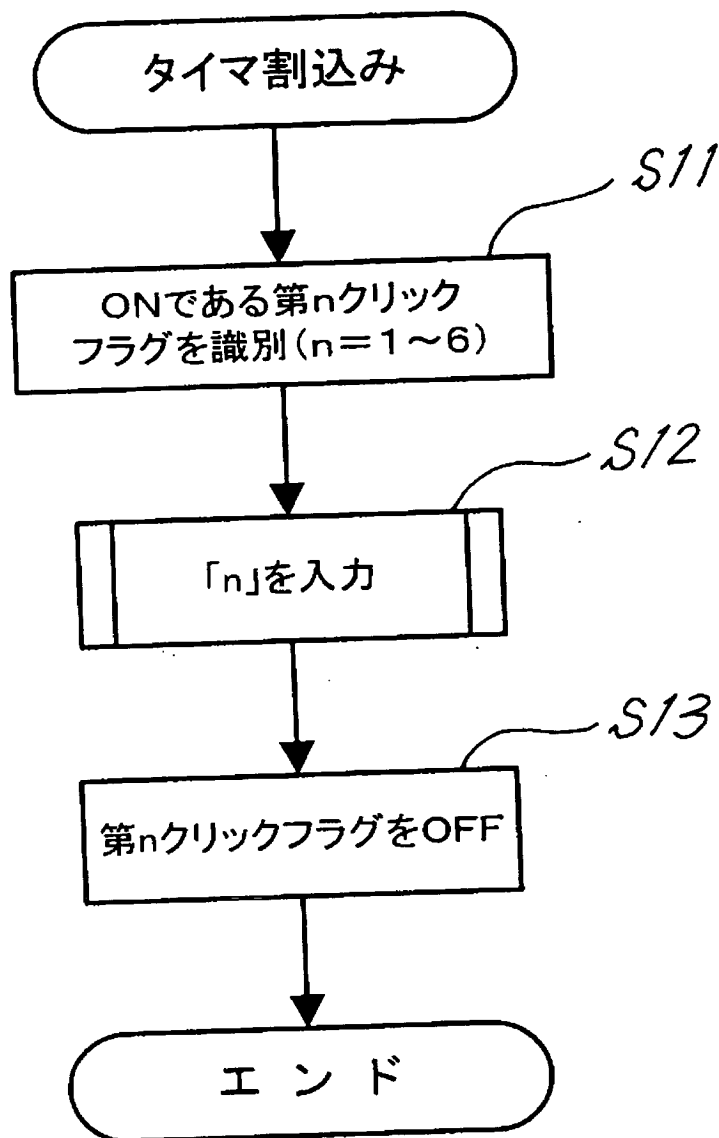 タイマ割込み
S11
ONである第nクリック
フラグを識別(n=1~6)
S12
「n」を入力
S13
第nクリックフラグをOFF
エンド